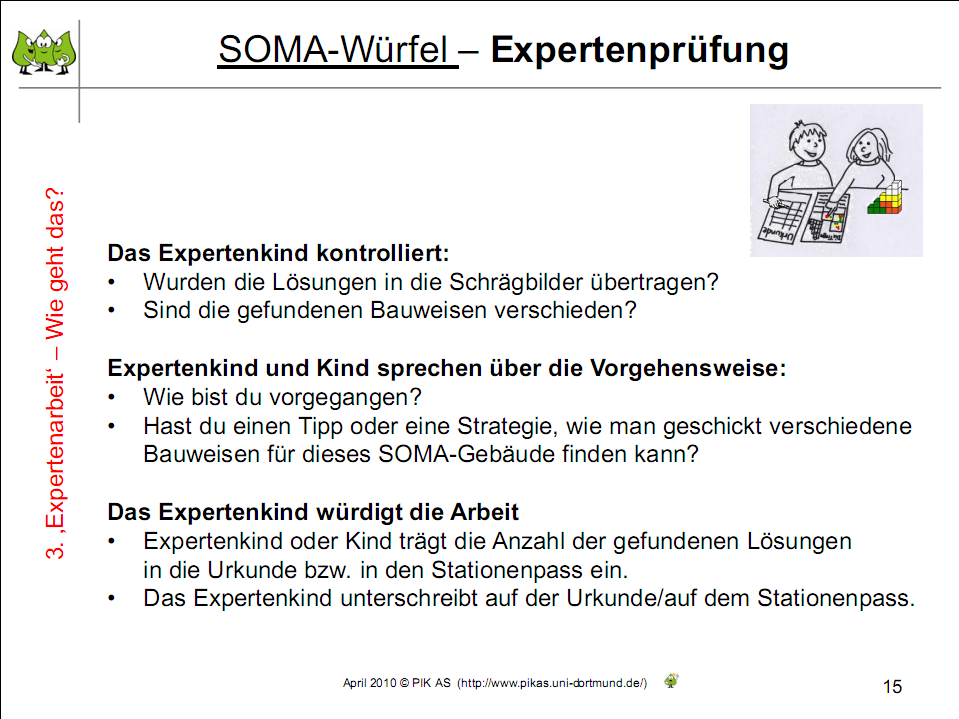 SOMA-Würfel – Expertenprüfung
3. ‚Expertenarbeit‘ – Wie geht das?
Urkunde
Das Expertenkind kontrolliert:
• Wurden die Lösungen in die Schrägbilder übertragen?
• Sind die gefundenen Bauweisen verschieden?
Expertenkind und Kind sprechen über die Vorgehensweise:
• Wie bist du vorgegangen?
• Hast du einen Tipp oder eine Strategie, wie man geschickt verschiedene
Bauweisen für dieses SOMA-Gebäude finden kann?
Das Expertenkind würdigt die Arbeit
• Expertenkind oder Kind trägt die Anzahl der gefundenen Lösungen
in die Urkunde bzw. in den Stationenpass ein.
• Das Expertenkind unterschreibt auf der Urkunde/auf dem Stationenpass.
April 2010 © PIK AS (http://www.pikas.uni-dortmund.de/)
15